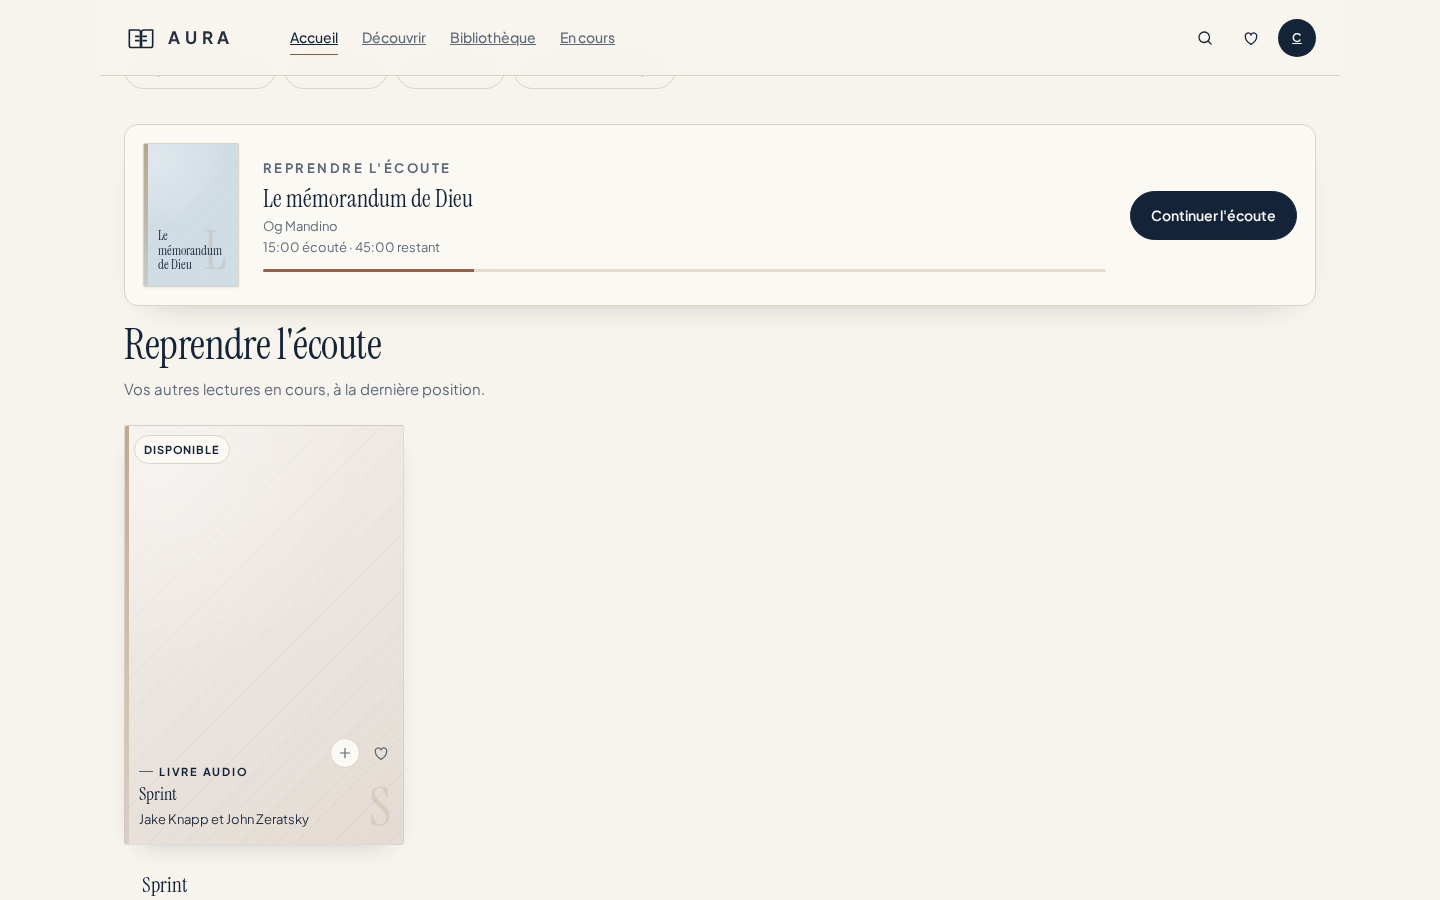 AURA
Accueil
Découvrir
Bibliothèque
En cours
C
REPRENDRE L'ÉCOUTE
Le mémorandum de Dieu
Og Mandino
15:00 écouté · 45:00 restant
Continuer l'écoute
Le
mémorandum
de Dieu
L
Reprendre l'écoute
Vos autres lectures en cours, à la dernière position.
DISPONIBLE
— LIVRE AUDIO
Sprint
Jake Knapp et John Zeratsky
S
Sprint